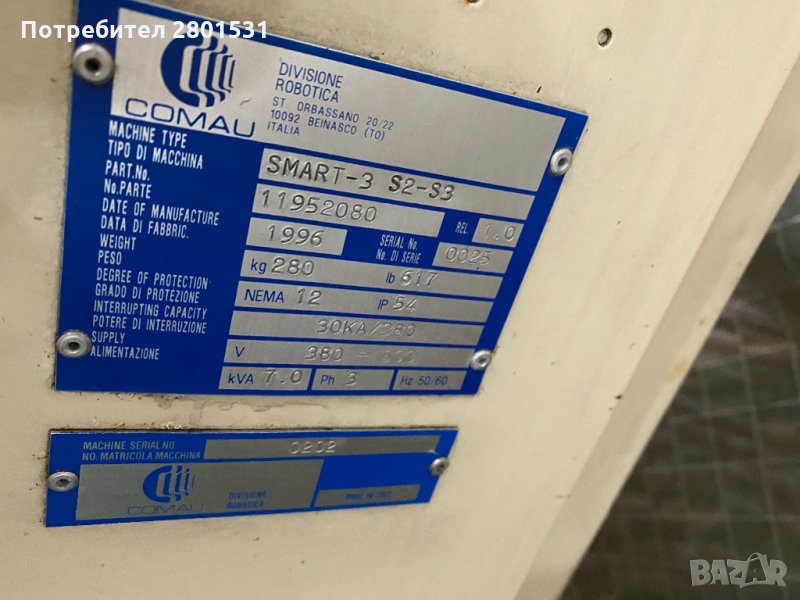 Потребител 2801531
COMAU
DIVISIONE
ROBOTICA
ST. ORBASSANO 20/22
10092 BEINASCO (TO)
ITALIA
MACHINE TYPE
TIPO DI MACCHINA
SMART-3 S2-S3
PART.No.
No.PARTE
11952080
REL. 1.0
DATE OF MANUFACTURE
DATA DI FABBRIC.
1996
SERIAL No.
No. DI SERIE
0025
WEIGHT
PESO
kg 280
lb 617
DEGREE OF PROTECTION
GRADO DI PROTEZIONE
NEMA 12
IP 54
INTERRUPTING CAPACITY
POTERE DI INTERRUZIONE
30KA/380
SUPPLY
ALIMENTAZIONE
V 380 -
kVA 7.0
Ph 3
Hz 50/60
MACHINE SERIAL NO
NO. MATRICOLA MACCHINA
0202
COMAU
DIVISIONE
ROBOTICA
MADE IN ITALY
BAZAR